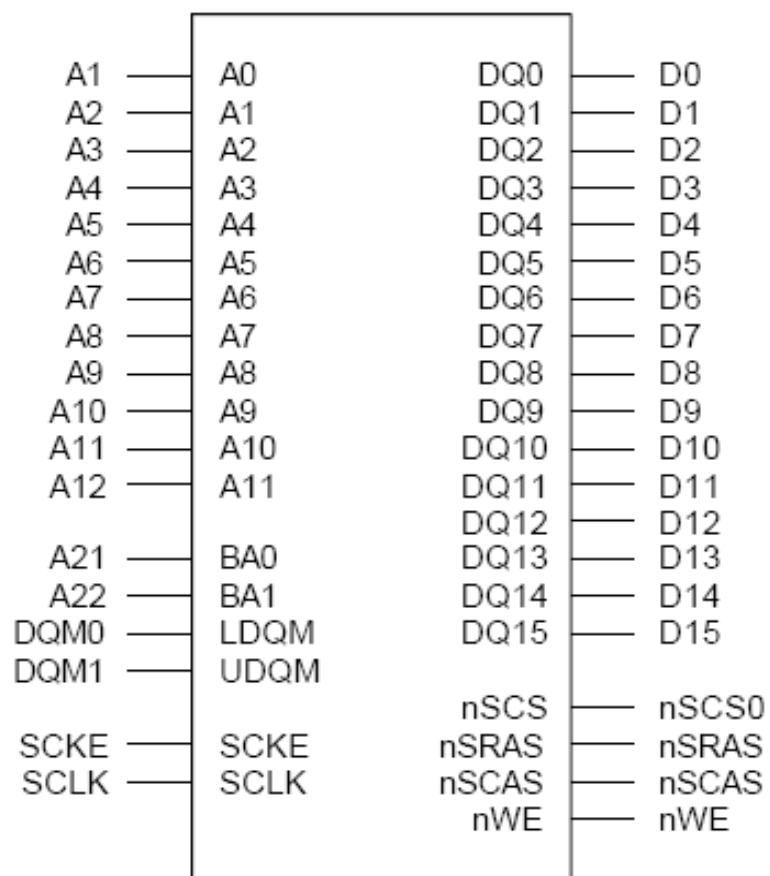 A1 A0 DQ0 D0
A2 A1 DQ1 D1
A3 A2 DQ2 D2
A4 A3 DQ3 D3
A5 A4 DQ4 D4
A6 A5 DQ5 D5
A7 A6 DQ6 D6
A8 A7 DQ7 D7
A9 A8 DQ8 D8
A10 A9 DQ9 D9
A11 A10 DQ10 D10
A12 A11 DQ11 D11
DQ12 D12
A21 BA0 DQ13 D13
A22 BA1 DQ14 D14
DQM0 LDQM DQ15 D15
DQM1 UDQM
nSCS nSCS0
SCKE SCKE nSRAS nSRAS
SCLK SCLK nSCAS nSCAS
nWE nWE